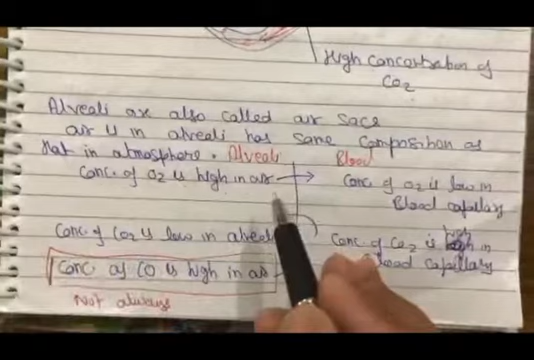 High Concentration of
CO2
Alveoli are also called air sacs
air is in alveoli has same composition as
that in atmosphere. Alveoli Blood
Conc. of O2 is high in air → Conc of O2 is low in
Blood capillary
Conc. of CO2 is low in alveoli Conc. of CO2 is high in
Blood capillary
Conc of CO is high in air
Not always